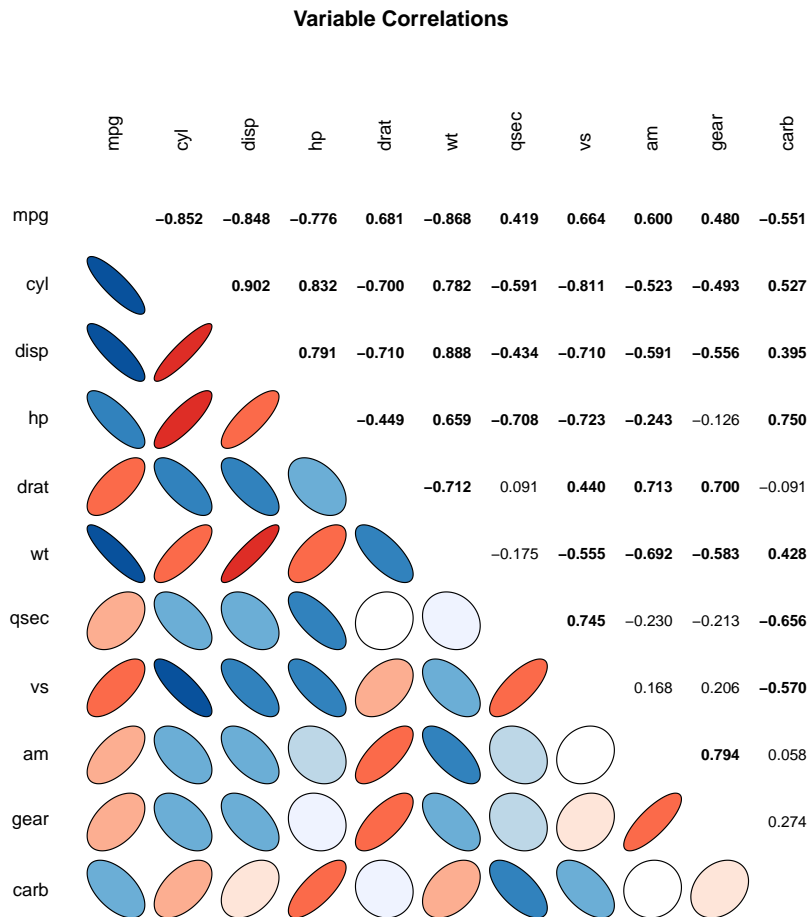 Variable Correlations
mpg cyl disp hp drat wt qsec vs am gear carb
mpg −0.852 −0.848 −0.776 0.681 −0.868 0.419 0.664 0.600 0.480 −0.551
cyl 0.902 0.832 −0.700 0.782 −0.591 −0.811 −0.523 −0.493 0.527
disp 0.791 −0.710 0.888 −0.434 −0.710 −0.591 −0.556 0.395
hp −0.449 0.659 −0.708 −0.723 −0.243 −0.126 0.750
drat −0.712 0.091 0.440 0.713 0.700 −0.091
wt −0.175 −0.555 −0.692 −0.583 0.428
qsec 0.745 −0.230 −0.213 −0.656
vs 0.168 0.206 −0.570
am 0.794 0.058
gear 0.274
carb